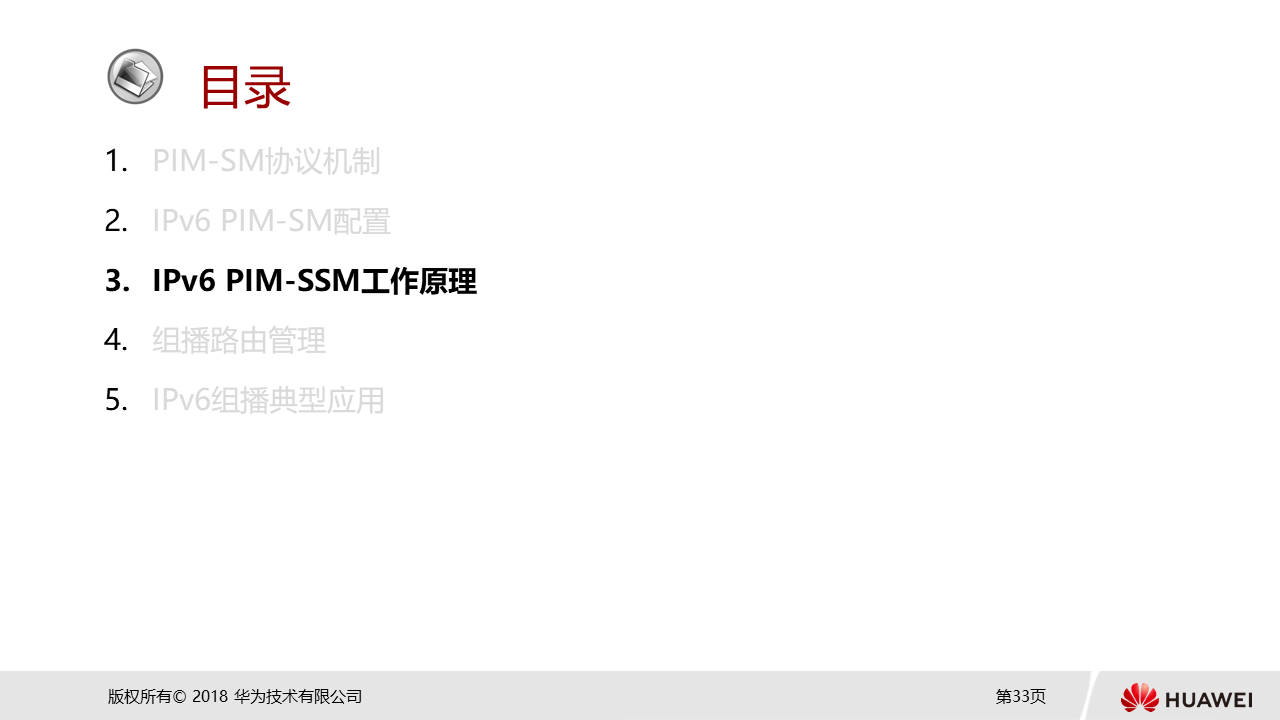 目录
1. PIM-SM协议机制
2. IPv6 PIM-SM配置
3. IPv6 PIM-SSM工作原理
4. 组播路由管理
5. IPv6组播典型应用
版权所有© 2018 华为技术有限公司
第33页
HUAWEI